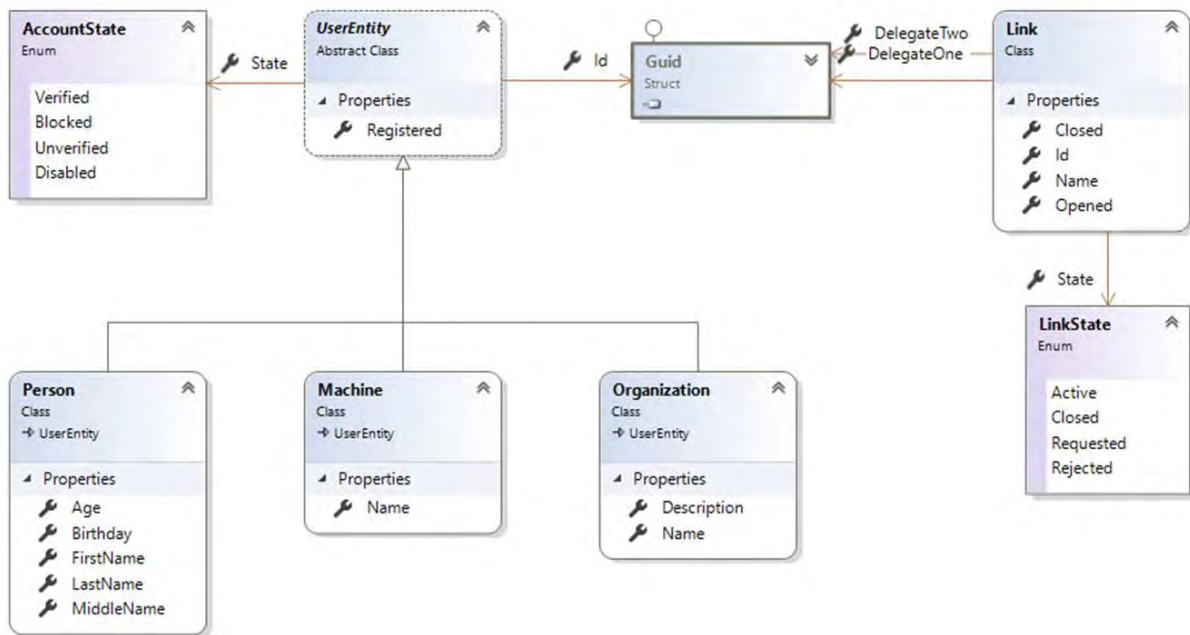 AccountState
Enum
Verified
Blocked
Unverified
Disabled
State
UserEntity
Abstract Class
Properties
Registered
Id
Guid
Struct
DelegateTwo
DelegateOne
Link
Class
Properties
Closed
Id
Name
Opened
State
LinkState
Enum
Active
Closed
Requested
Rejected
Person
Class
UserEntity
Properties
Age
Birthday
FirstName
LastName
MiddleName
Machine
Class
UserEntity
Properties
Name
Organization
Class
UserEntity
Properties
Description
Name